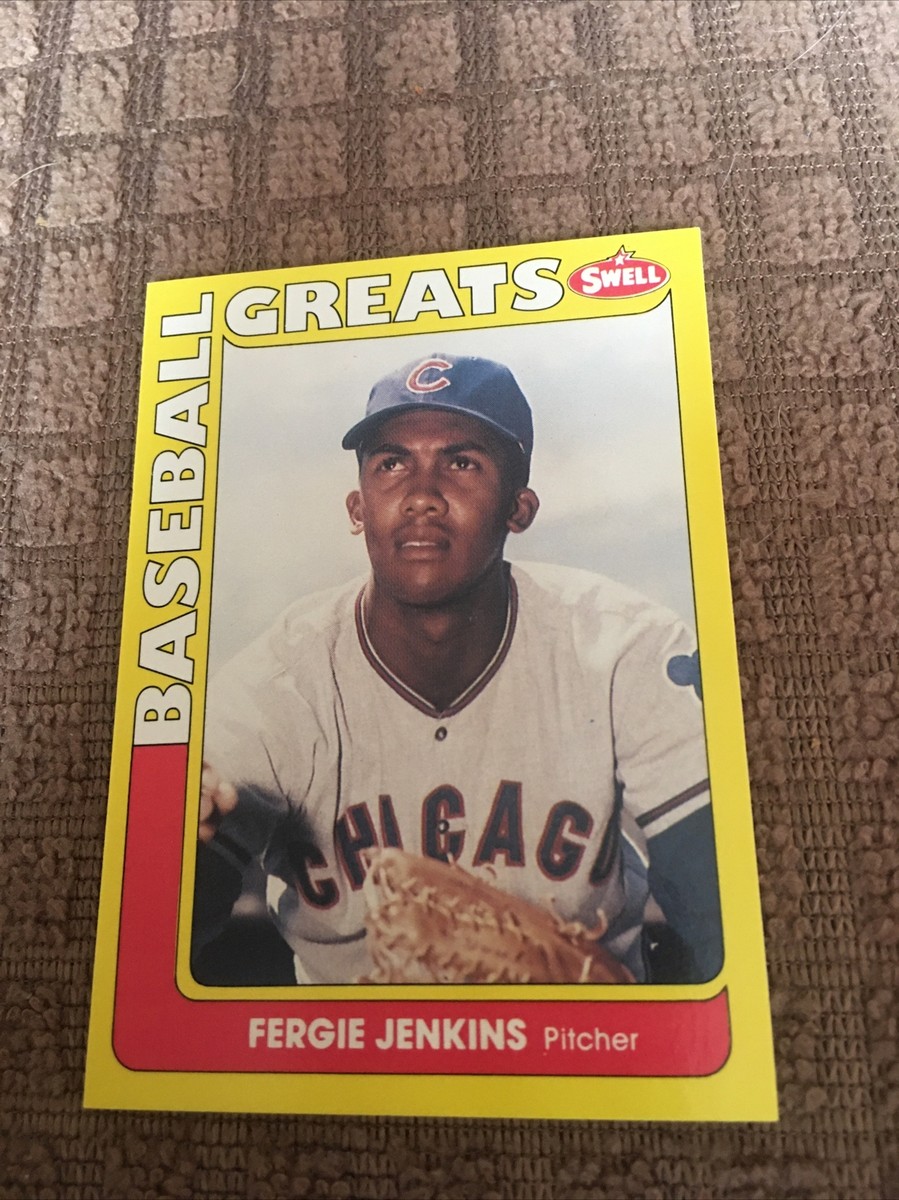 BASEBALL
GREATS
SWELL
C
CHICAGO
FERGIE JENKINS Pitcher